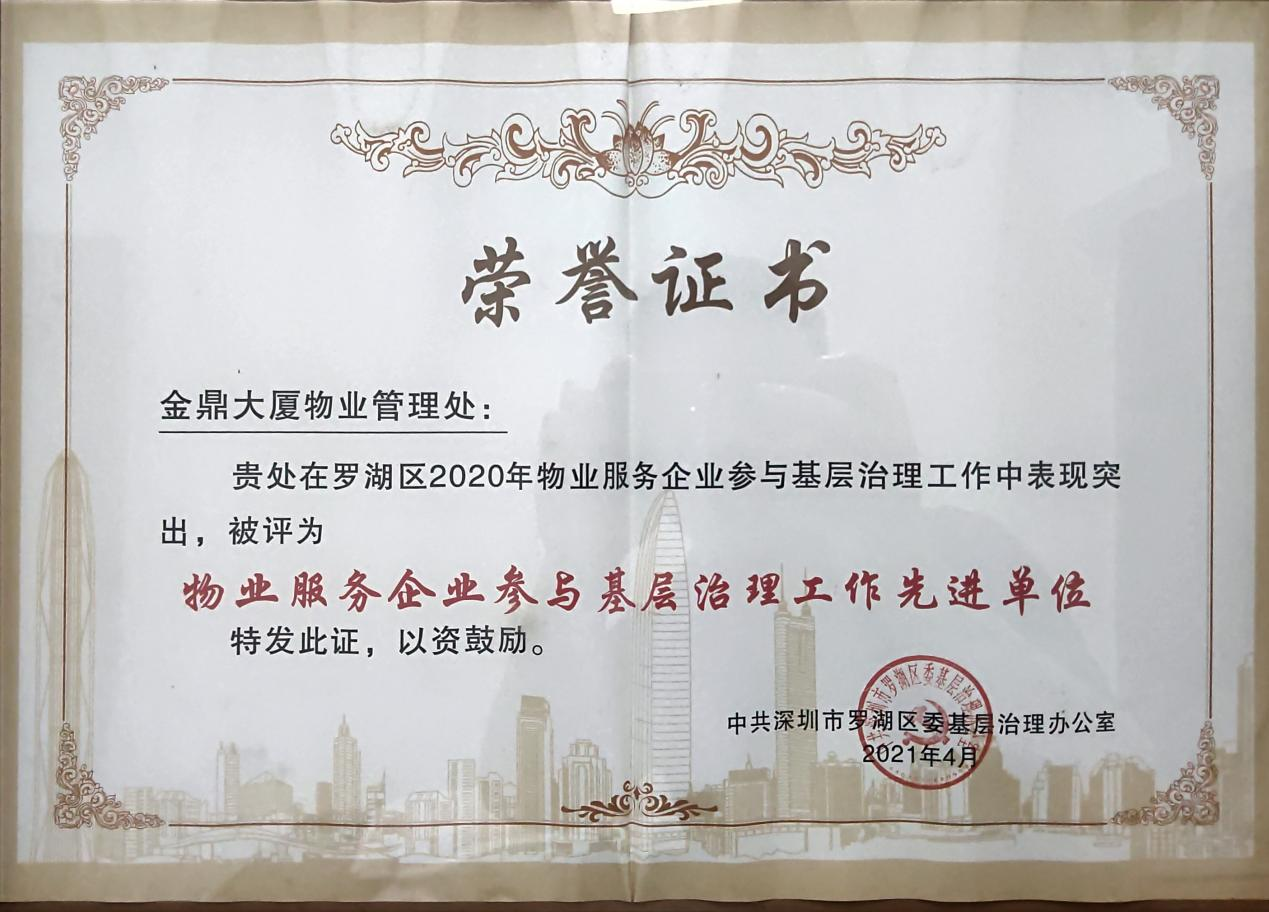 荣誉证书
金鼎大厦物业管理处：
贵处在罗湖区2020年物业服务企业参与基层治理工作中表现突
出，被评为
物业服务企业参与基层治理工作先进单位
特发此证，以资鼓励。
中共深圳市罗湖区委基层治理办公室
2021年4月